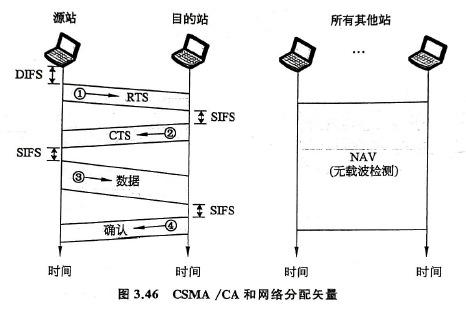 源站 目的站 所有其他站
...
DIFS
① RTS
SIFS
CTS ②
SIFS
NAV
(无载波检测)
③ 数据
SIFS
确认 ④
时间 时间 时间 时间
图 3.46 CSMA /CA 和网络分配矢量